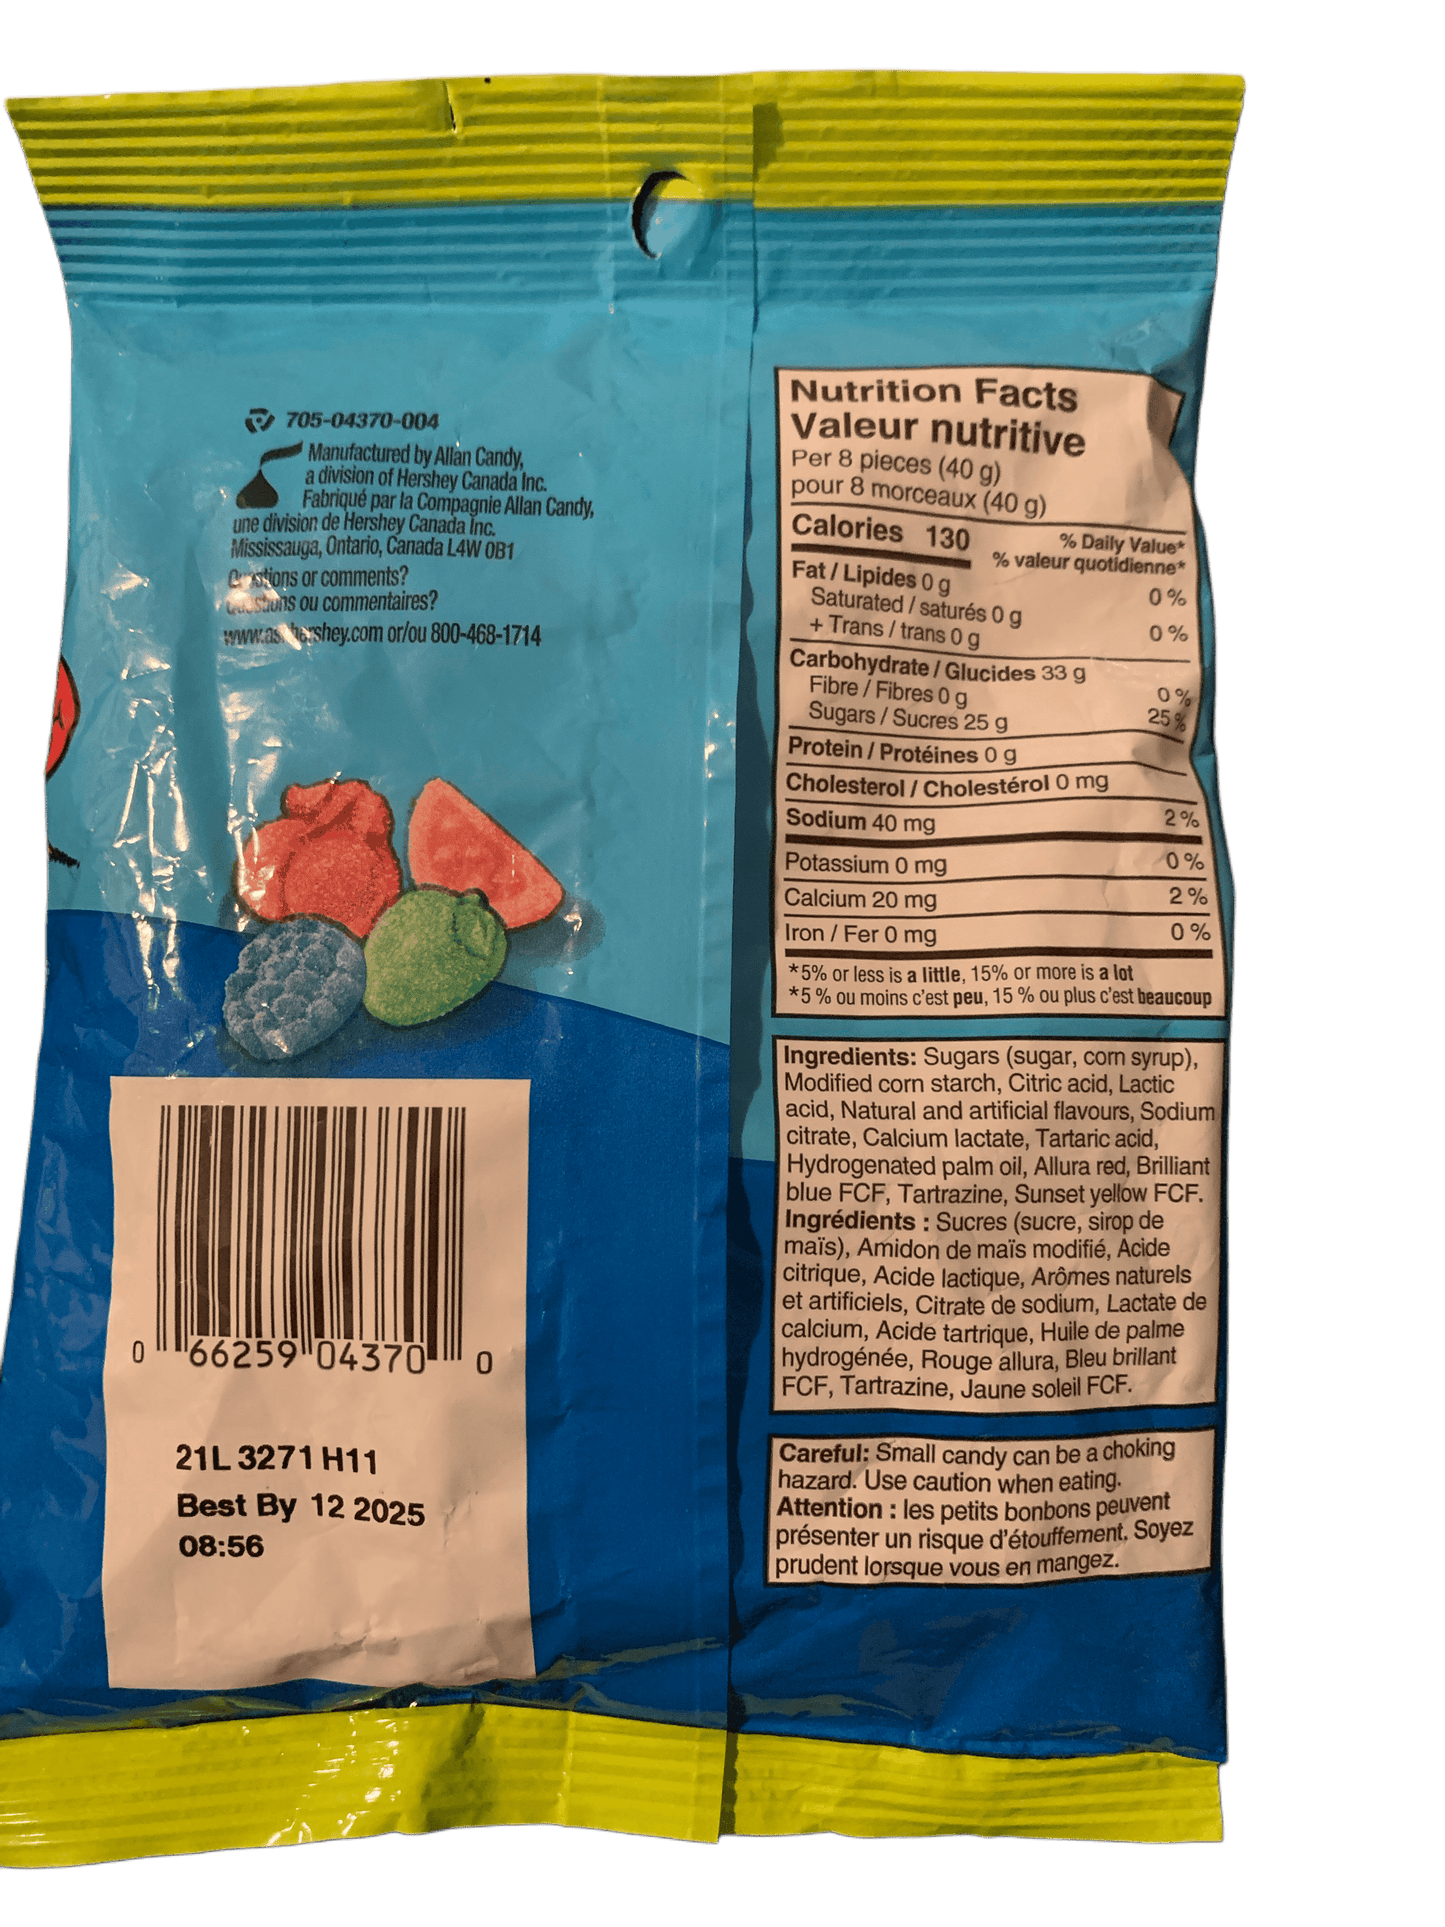 705-04370-004
Manufactured by Allan Candy,
a division of Hershey Canada Inc.
Fabriqué par la Compagnie Allan Candy,
une division de Hershey Canada Inc.
Mississauga, Ontario, Canada L4W 0B1
or comments?
ou commentaires?
or/ou 800-468-1714
0 66259 04370 0
21L 3271 H11
Best By 12 2025
08:56
Nutrition Facts
Valeur nutritive
Per 8 pieces (40 g)
pour 8 morceaux (40 g)
Calories 130
% Daily Value*
% valeur quotidienne*
Fat / Lipides 0 g 0 %
Saturated / saturés 0 g
+ Trans / trans 0 g 0 %
Carbohydrate / Glucides 33 g
Fibre / Fibres 0 g 0 %
Sugars / Sucres 25 g 25 %
Protein / Protéines 0 g
Cholesterol / Cholestérol 0 mg
Sodium 40 mg 2 %
Potassium 0 mg 0 %
Calcium 20 mg 2 %
Iron / Fer 0 mg 0 %
*5% or less is a little, 15% or more is a lot
*5 % ou moins c'est peu, 15 % ou plus c'est beaucoup
Ingredients: Sugars (sugar, corn syrup),
Modified corn starch, Citric acid, Lactic
acid, Natural and artificial flavours, Sodium
citrate, Calcium lactate, Tartaric acid,
Hydrogenated palm oil, Allura red, Brilliant
blue FCF, Tartrazine, Sunset yellow FCF.
Ingrédients : Sucres (sucre, sirop de
maïs), Amidon de maïs modifié, Acide
citrique, Acide lactique, Arômes naturels
et artificiels, Citrate de sodium, Lactate de
calcium, Acide tartrique, Huile de palme
hydrogénée, Rouge allura, Bleu brillant
FCF, Tartrazine, Jaune soleil FCF.
Careful: Small candy can be a choking
hazard. Use caution when eating.
Attention : les petits bonbons peuvent
présenter un risque d'étouffement. Soyez
prudent lorsque vous en mangez.